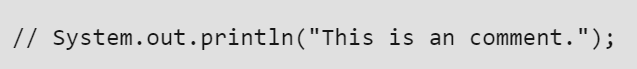 // System.out.println("This is an comment.");